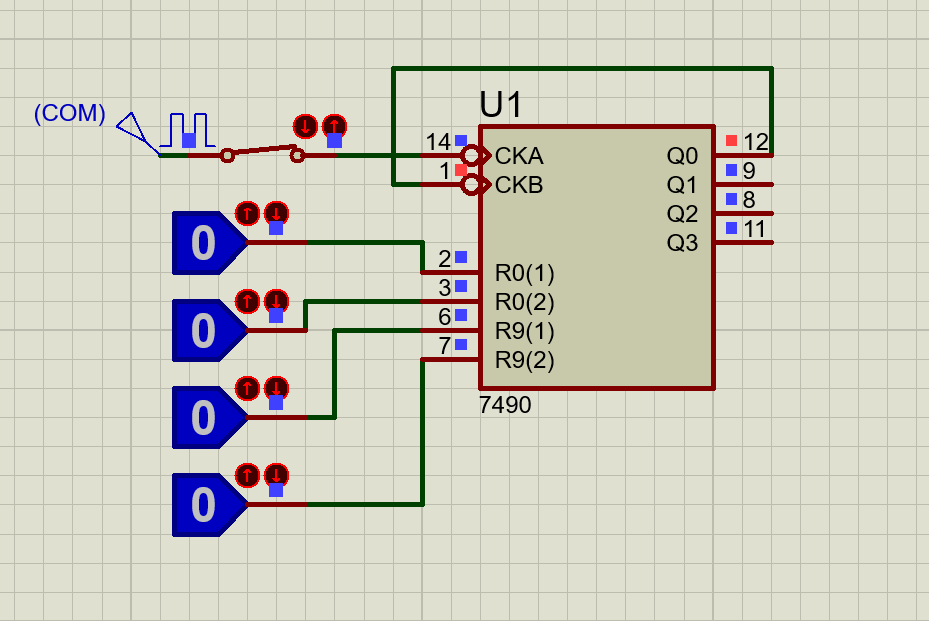 U1
(COM)
14
CKA
Q0
12
1
CKB
Q1
9
Q2
8
Q3
11
0
2
R0(1)
3
R0(2)
0
6
R9(1)
7
R9(2)
0
7490
0